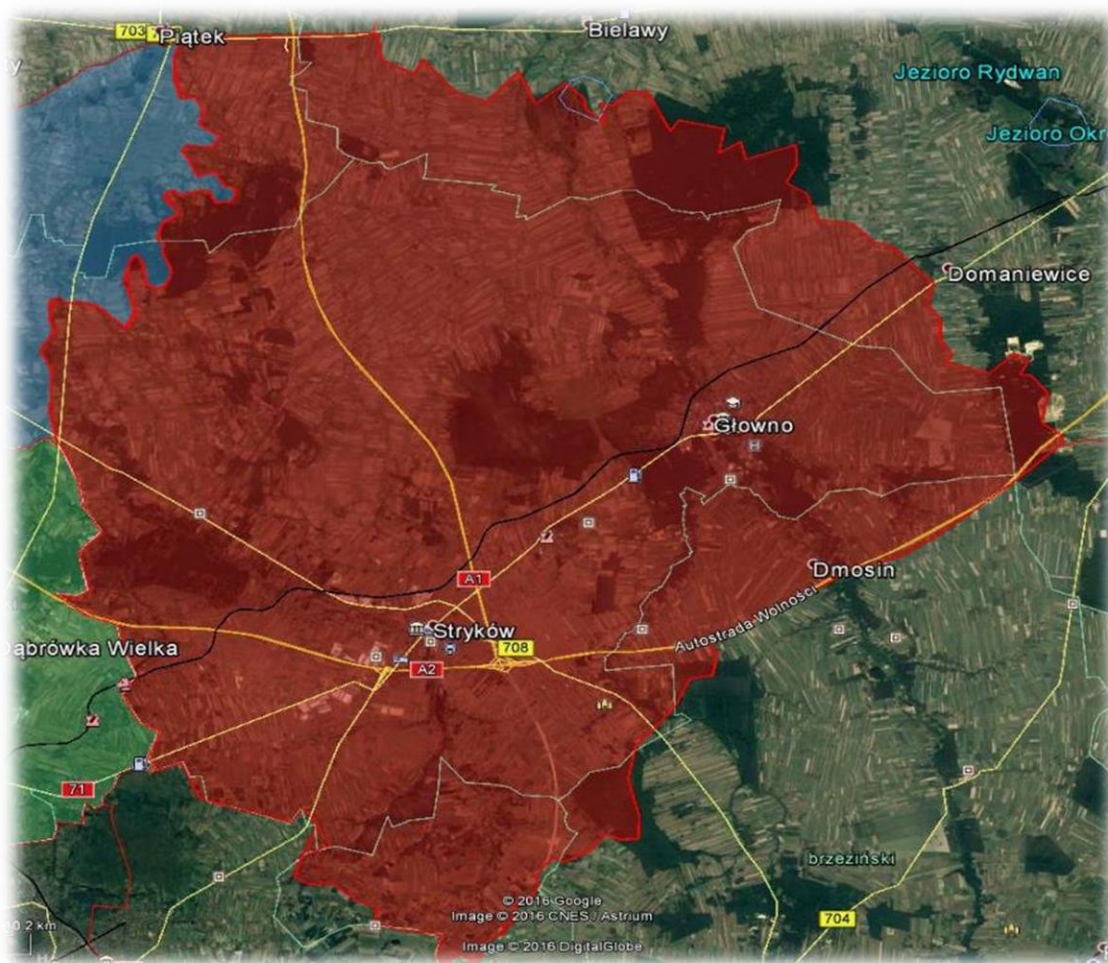 703
Piątek
Bielawy
Jezioro Rydwan
Jezioro Okr
Domaniewice
Głowno
A1
Dmosin
Autostrada Wolności
Stryków
708
A2
Dąbrówka Wielka
71
brzeziński
704
© 2016 Google
Image © 2016 CNES / Astrium
Image © 2016 DigitalGlobe